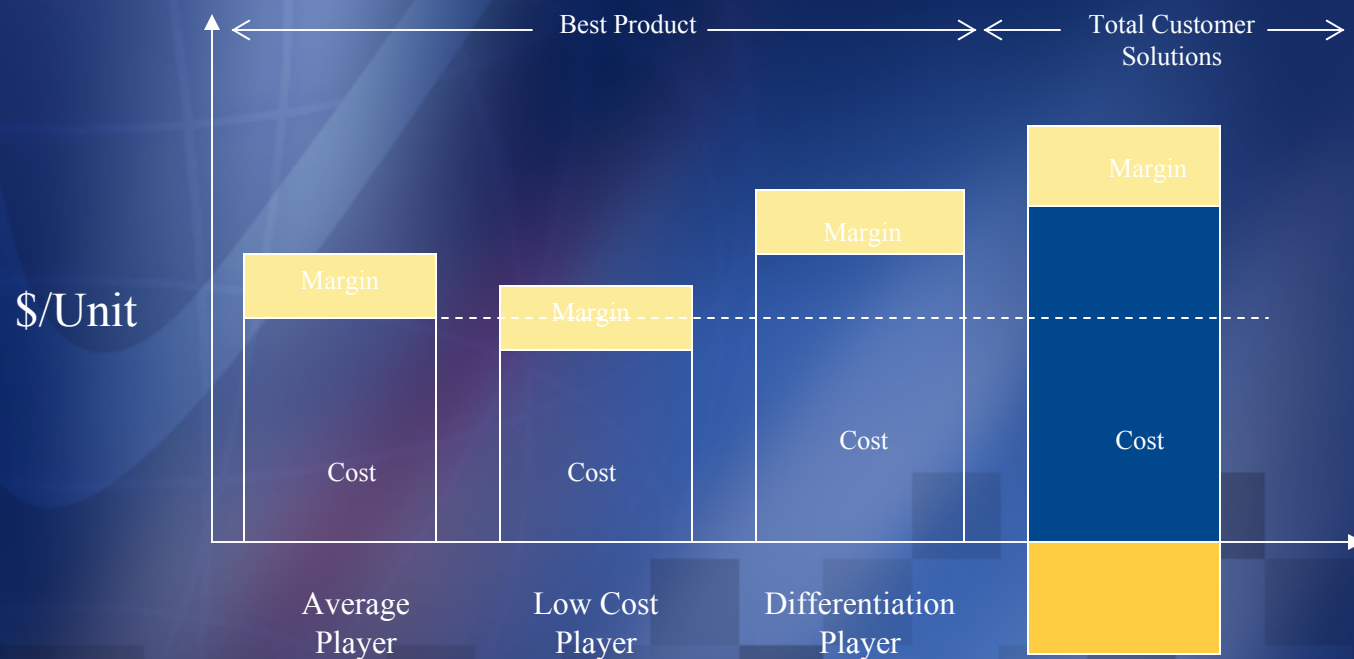 Best Product
Total Customer
Solutions
$/Unit
Margin
Margin
Margin
Margin
Cost
Cost
Cost
Cost
Average
Player
Low Cost
Player
Differentiation
Player